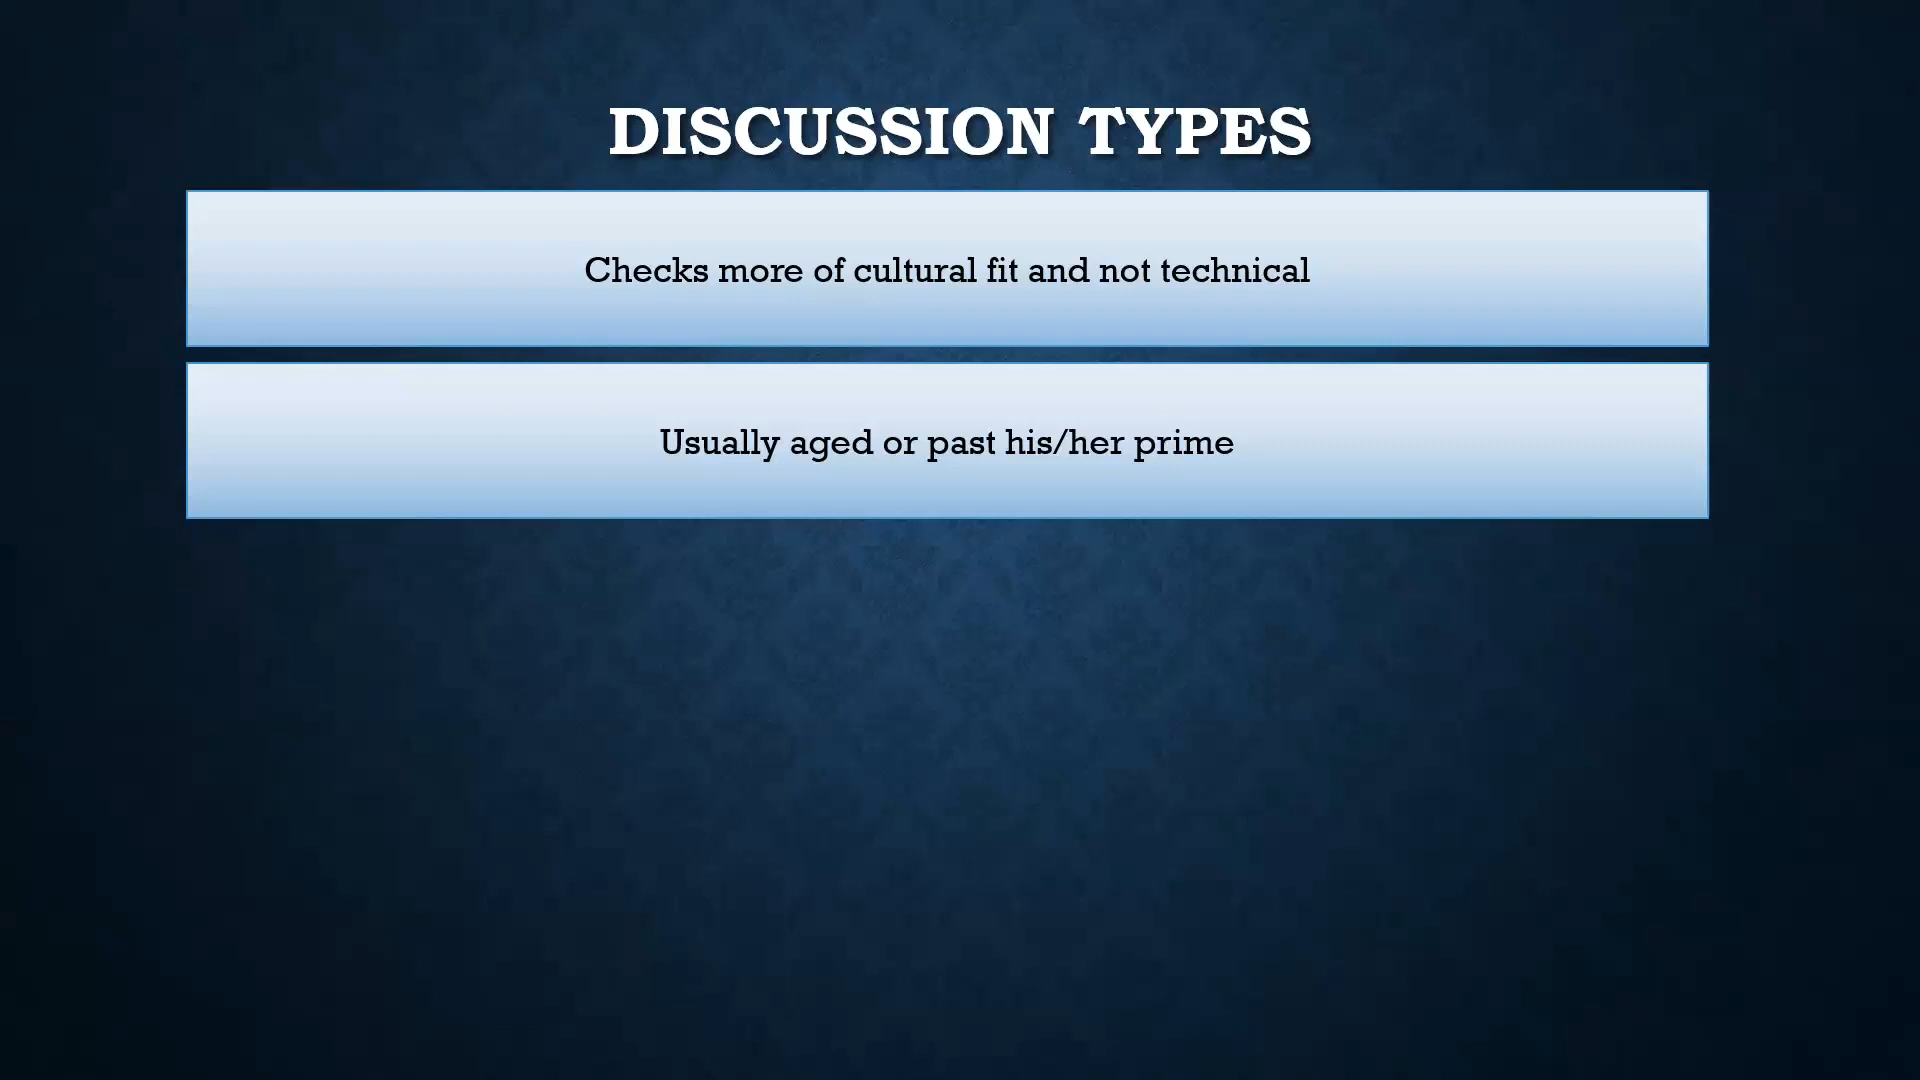 DISCUSSION TYPES
Checks more of cultural fit and not technical
Usually aged or past his/her prime